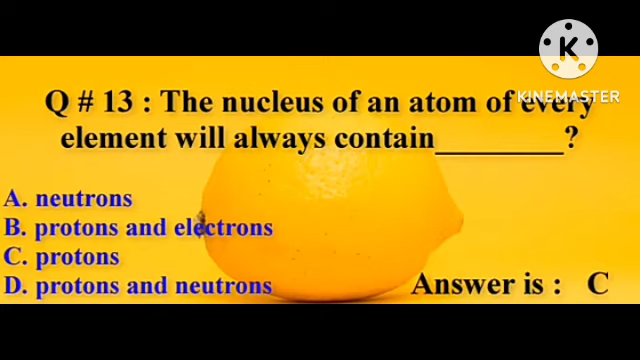 K
KINEMASTER
Q # 13 : The nucleus of an atom of every
element will always contain________?
A. neutrons
B. protons and electrons
C. protons
D. protons and neutrons
Answer is : C